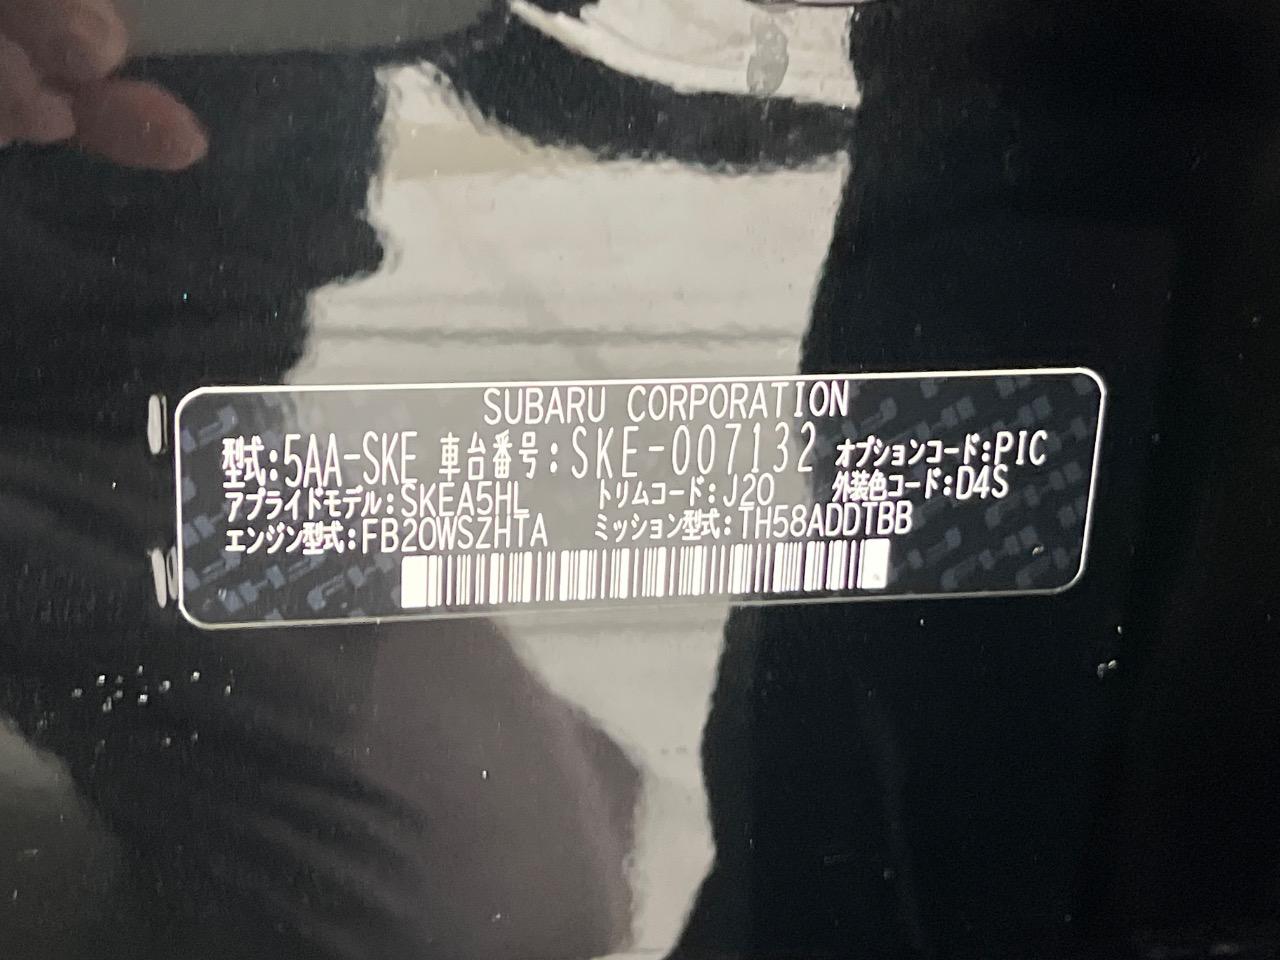 SUBARU CORPORATION
型式:5AA-SKE 車台番号:SKE-007132 オプションコード:PIC
アプライドモデル:SKEA5HL トリムコード:J20 外装色コード:D4S
エンジン型式:FB20WSZHTA ミッション型式:TH58ADDTBB